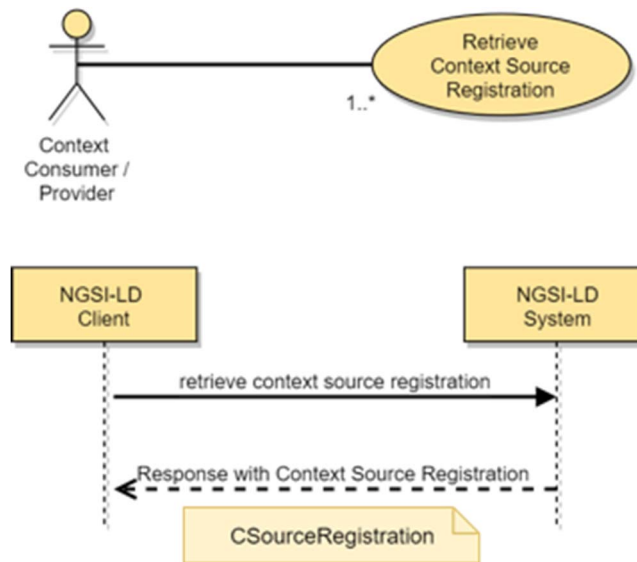 Retrieve
Context Source
Registration
1..*
Context
Consumer /
Provider
NGSI-LD
Client
NGSI-LD
System
retrieve context source registration
Response with Context Source Registration
CSourceRegistration